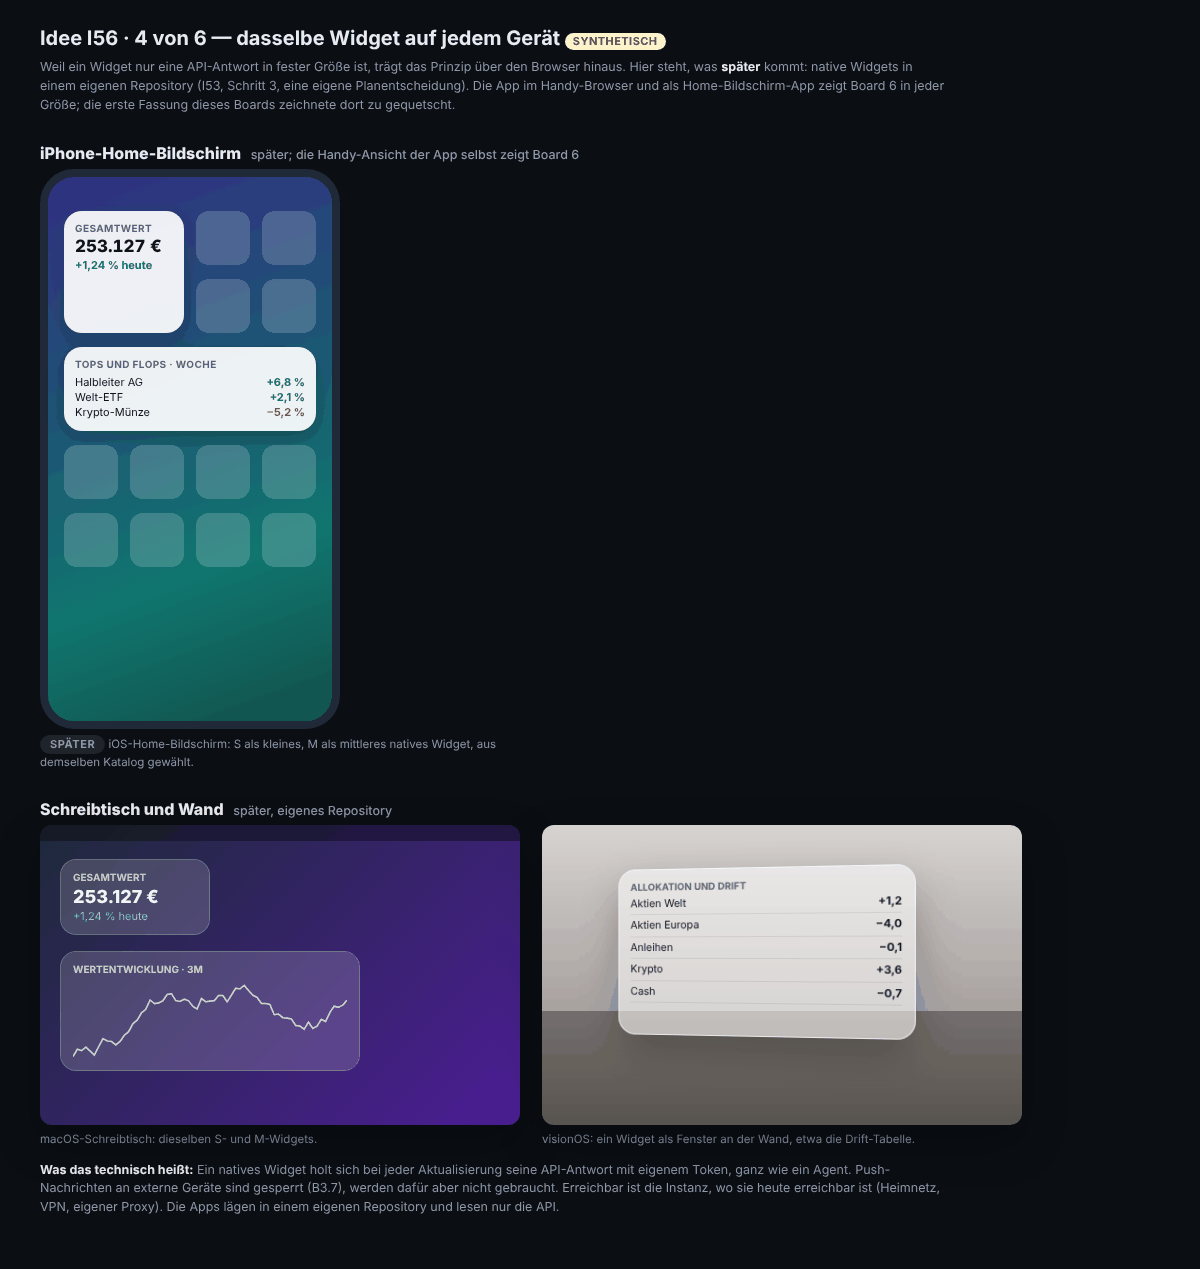 Idee I56 · 4 von 6 — dasselbe Widget auf jedem Gerät SYNTHETISCH
Weil ein Widget nur eine API-Antwort in fester Größe ist, trägt das Prinzip über den Browser hinaus. Hier steht, was später kommt: native Widgets in
einem eigenen Repository (I53, Schritt 3, eine eigene Planentscheidung). Die App im Handy-Browser und als Home-Bildschirm-App zeigt Board 6 in jeder
Größe; die erste Fassung dieses Boards zeichnete dort zu gequetscht.
iPhone-Home-Bildschirm später; die Handy-Ansicht der App selbst zeigt Board 6
GESAMTWERT
253.127 €
+1,24 % heute
TOPS UND FLOPS · WOCHE
Halbleiter AG +6,8 %
Welt-ETF +2,1 %
Krypto-Münze −5,2 %
SPÄTER iOS-Home-Bildschirm: S als kleines, M als mittleres natives Widget, aus
demselben Katalog gewählt.
Schreibtisch und Wand später, eigenes Repository
GESAMTWERT
253.127 €
+1,24 % heute
WERTENTWICKLUNG · 3M
ALLOKATION UND DRIFT
Aktien Welt +1,2
Aktien Europa −4,0
Anleihen −0,1
Krypto +3,6
Cash −0,7
macOS-Schreibtisch: dieselben S- und M-Widgets.
visionOS: ein Widget als Fenster an der Wand, etwa die Drift-Tabelle.
Was das technisch heißt: Ein natives Widget holt sich bei jeder Aktualisierung seine API-Antwort mit eigenem Token, ganz wie ein Agent. Push-
Nachrichten an externe Geräte sind gesperrt (B3.7), werden dafür aber nicht gebraucht. Erreichbar ist die Instanz, wo sie heute erreichbar ist (Heimnetz,
VPN, eigener Proxy). Die Apps lägen in einem eigenen Repository und lesen nur die API.